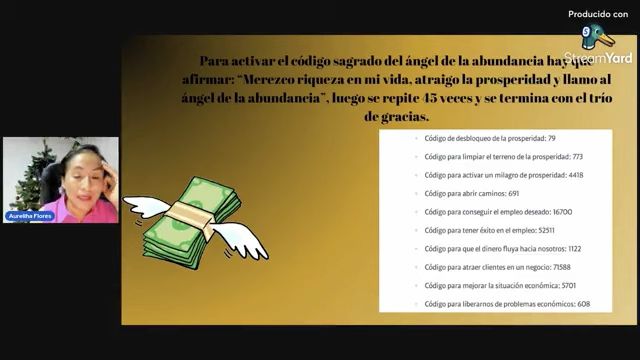 Producido con
StreamYard
Para activar el código sagrado del ángel de la abundancia hay que
afirmar: “Merezco riqueza en mi vida, atraigo la prosperidad y llamo al
ángel de la abundancia”, luego se repite 45 veces y se termina con el trío
de gracias.
Código de desbloqueo de la prosperidad: 79
Código para limpiar el terreno de la prosperidad: 773
Código para activar un milagro de prosperidad: 4418
Código para abrir caminos: 691
Código para conseguir el empleo deseado: 16700
Código para tener éxito en el empleo: 52511
Código para que el dinero fluya hacia nosotros: 1122
Código para atraer clientes en un negocio: 71588
Código para mejorar la situación económica: 5701
Código para liberarnos de problemas económicos: 608
Aureliha Flores